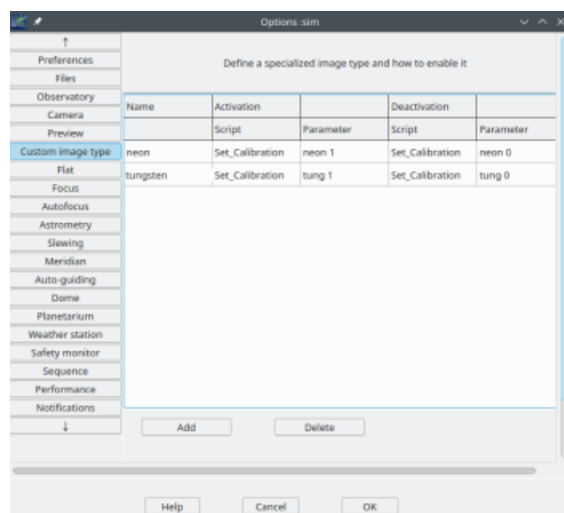 Options :sim
↑
Preferences
Files
Observatory
Camera
Preview
Custom image type
Flat
Focus
Autofocus
Astrometry
Slewing
Meridian
Auto-guiding
Dome
Planetarium
Weather station
Safety monitor
Sequence
Performance
Notifications
↓
Define a specialized image type and how to enable it
Name Activation Deactivation
Script Parameter Script Parameter
neon Set_Calibration neon 1 Set_Calibration neon 0
tungsten Set_Calibration tung 1 Set_Calibration tung 0
Add Delete
Help Cancel OK